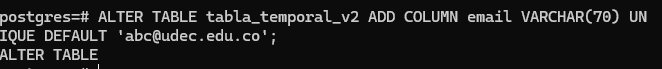 postgres=# ALTER TABLE tabla_temporal_v2 ADD COLUMN email VARCHAR(70) UN
IQUE DEFAULT 'abc@udec.edu.co';
ALTER TABLE